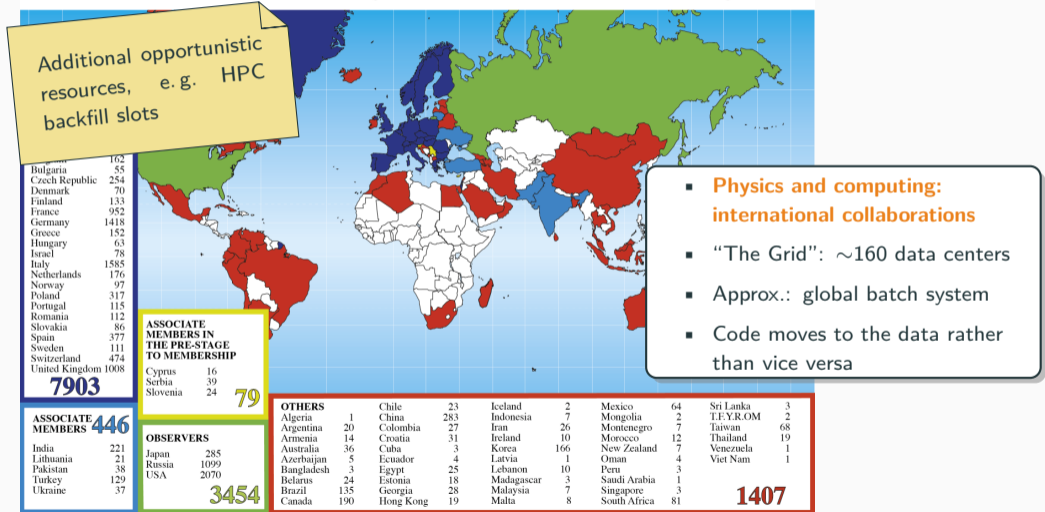 Additional opportunistic
resources, e. g. HPC
backfill slots
162
Bulgaria 55
Czech Republic 254
Denmark 70
Finland 133
France 952
Germany 1418
Greece 152
Hungary 63
Israel 78
Italy 1585
Netherlands 176
Norway 97
Poland 317
Portugal 115
Romania 112
Slovakia 86
Spain 377
Sweden 111
Switzerland 474
United Kingdom 1008
7903
ASSOCIATE
MEMBERS IN
THE PRE-STAGE
TO MEMBERSHIP
Cyprus 16
Serbia 39
Slovenia 24
79
ASSOCIATE
MEMBERS
446
India 221
Lithuania 21
Pakistan 38
Turkey 129
Ukraine 37
OBSERVERS
Japan 285
Russia 1099
USA 2070
3454
OTHERS
Algeria 1
Argentina 20
Armenia 14
Australia 36
Azerbaijan 5
Bangladesh 3
Belarus 24
Brazil 135
Canada 190
Chile 23
China 283
Colombia 27
Croatia 31
Cuba 3
Ecuador 4
Egypt 25
Estonia 18
Georgia 28
Hong Kong 19
Iceland 2
Indonesia 7
Iran 26
Ireland 10
Korea 166
Latvia 1
Lebanon 10
Madagascar 3
Malaysia 7
Malta 8
Mexico 64
Mongolia 2
Montenegro 7
Morocco 12
New Zealand 7
Oman 4
Peru 3
Saudi Arabia 1
Singapore 3
South Africa 81
Sri Lanka 3
T.F.Y.R.OM 2
Taiwan 68
Thailand 19
Venezuela 1
Viet Nam 1
1407
▪ Physics and computing:
international collaborations
▪ “The Grid”: ∼160 data centers
▪ Approx.: global batch system
▪ Code moves to the data rather
than vice versa